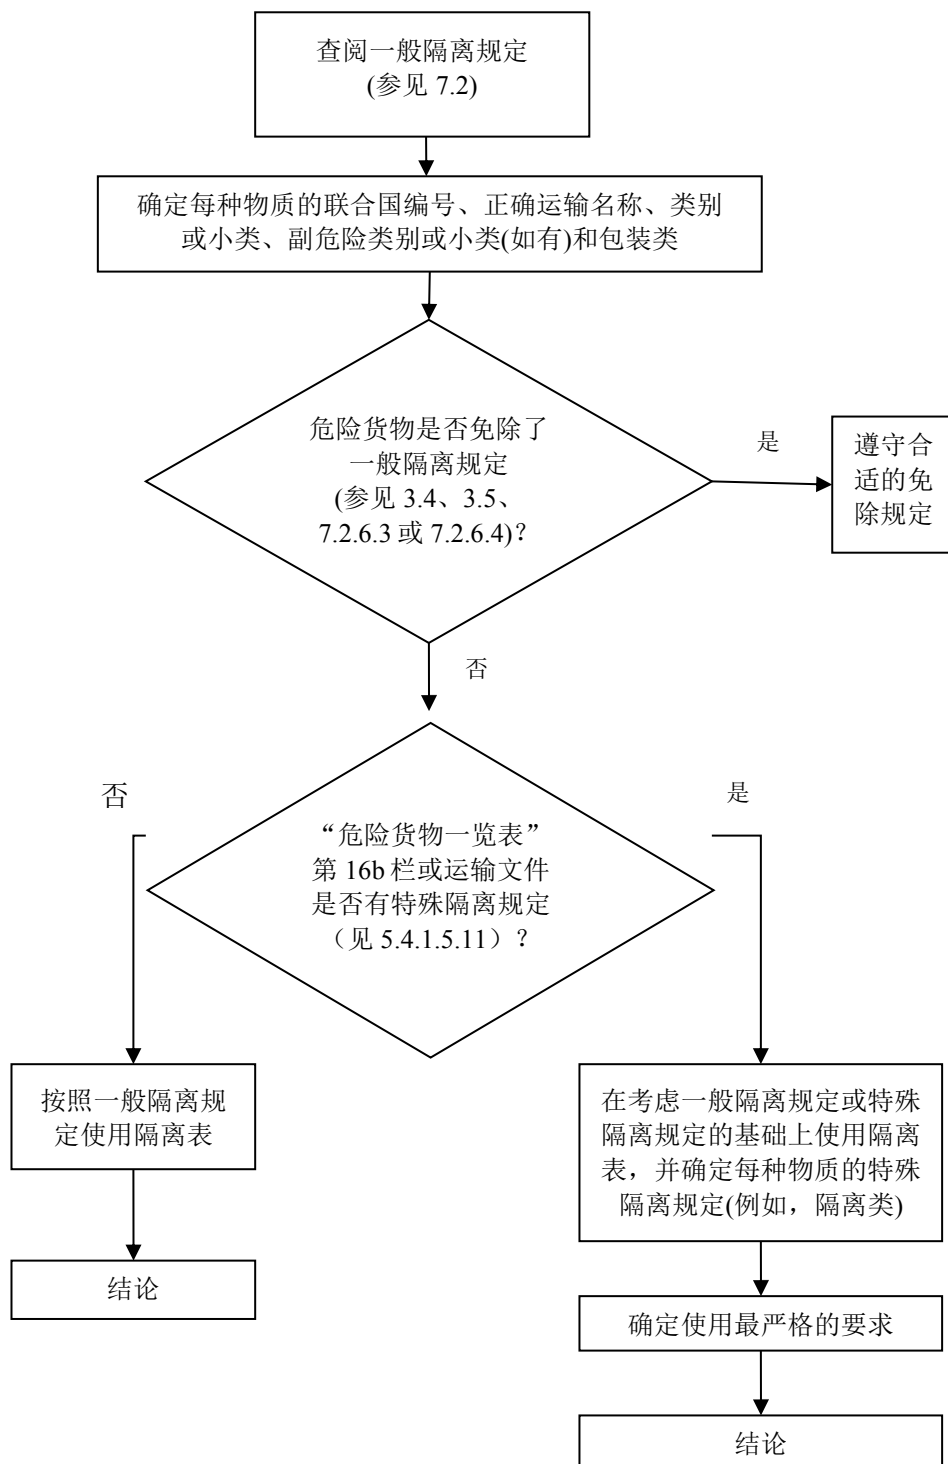 查阅一般隔离规定
(参见 7.2)
确定每种物质的联合国编号、正确运输名称、类别
或小类、副危险类别或小类(如有)和包装类
危险货物是否免除了
一般隔离规定
(参见 3.4、3.5、
7.2.6.3 或 7.2.6.4)?
是
遵守合
适的免
除规定
否
否
是
“危险货物一览表”
第 16b 栏或运输文件
是否有特殊隔离规定
（见 5.4.1.5.11）？
按照一般隔离规
定使用隔离表
结论
在考虑一般隔离规定或特殊
隔离规定的基础上使用隔离
表，并确定每种物质的特殊
隔离规定(例如，隔离类)
确定使用最严格的要求
结论